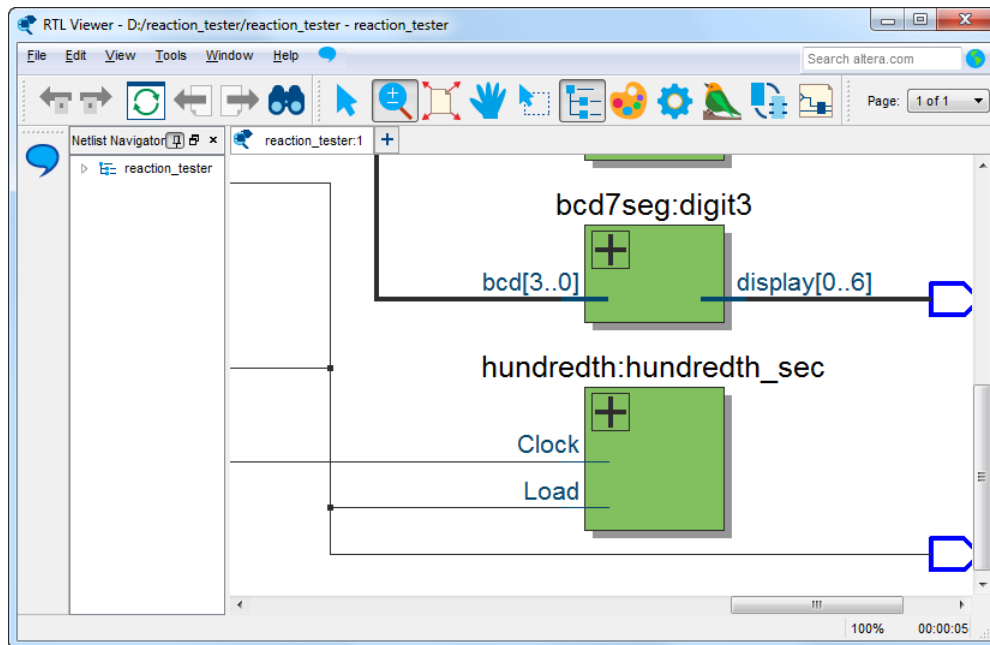 RTL Viewer - D:/reaction_tester/reaction_tester - reaction_tester
File Edit View Tools Window Help
Search altera.com
Page: 1 of 1
Netlist Navigator
reaction_tester:1
reaction_tester
bcd7seg:digit3
bcd[3..0]
display[0..6]
hundredth:hundredth_sec
Clock
Load
100% 00:00:05